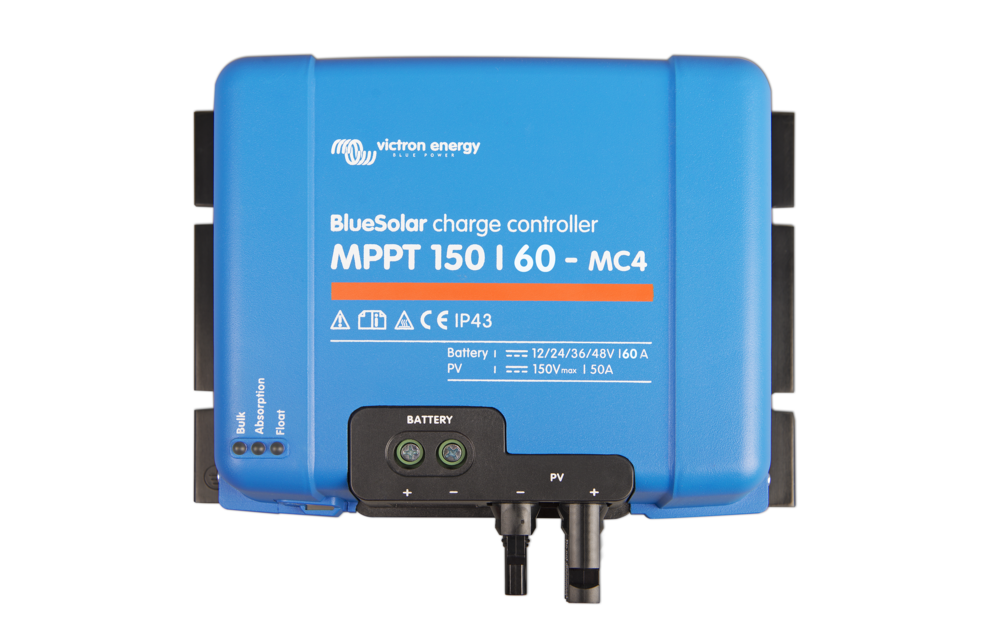 victron energy
BLUE POWER
BlueSolar charge controller
MPPT 150 | 60 - MC4
CE IP43
Battery | 12/24/36/48V | 60 A
PV | 150Vmax | 50A
Bulk
Absorption
Float
BATTERY
+ −
PV
− +